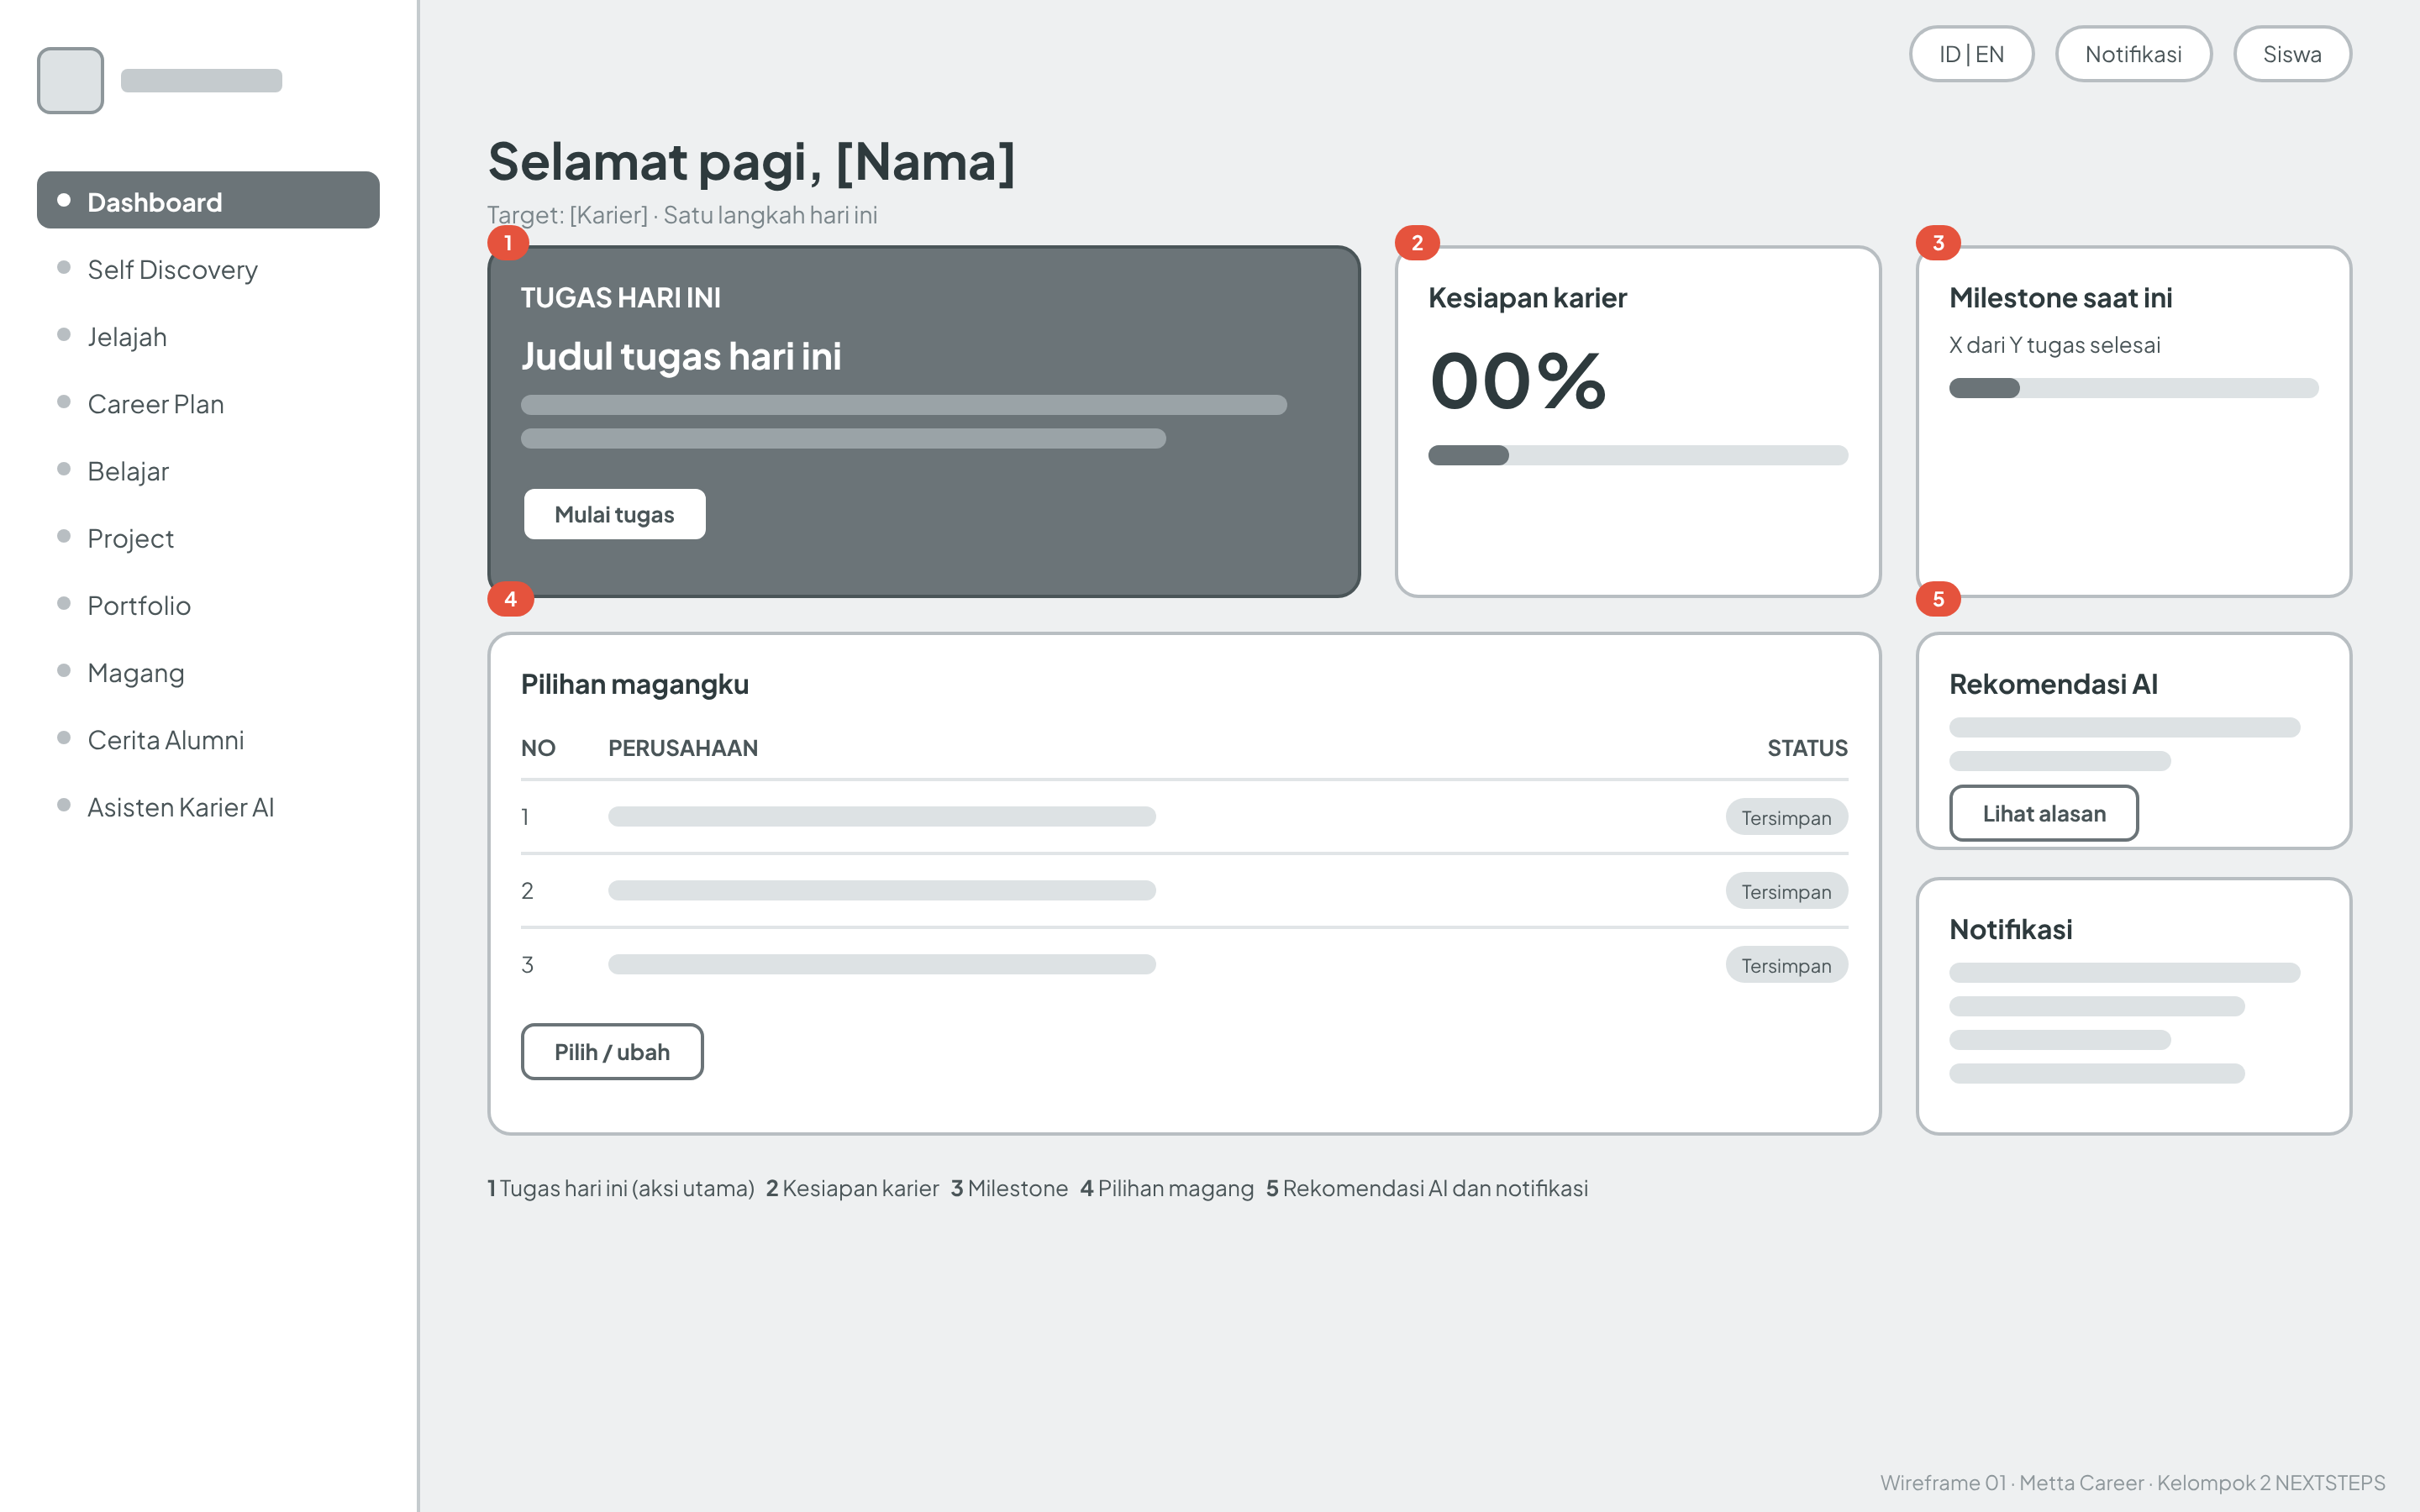 ID | EN
Notifikasi
Siswa
Dashboard
Self Discovery
Jelajah
Career Plan
Belajar
Project
Portfolio
Magang
Cerita Alumni
Asisten Karier AI
Selamat pagi, [Nama]
Target: [Karier] · Satu langkah hari ini
1
TUGAS HARI INI
Judul tugas hari ini
Mulai tugas
2
Kesiapan karier
00%
3
Milestone saat ini
X dari Y tugas selesai
4
Pilihan magangku
NO PERUSAHAAN STATUS
1 Tersimpan
2 Tersimpan
3 Tersimpan
Pilih / ubah
5
Rekomendasi AI
Lihat alasan
Notifikasi
1 Tugas hari ini (aksi utama) 2 Kesiapan karier 3 Milestone 4 Pilihan magang 5 Rekomendasi AI dan notifikasi
Wireframe 01 · Metta Career · Kelompok 2 NEXTSTEPS